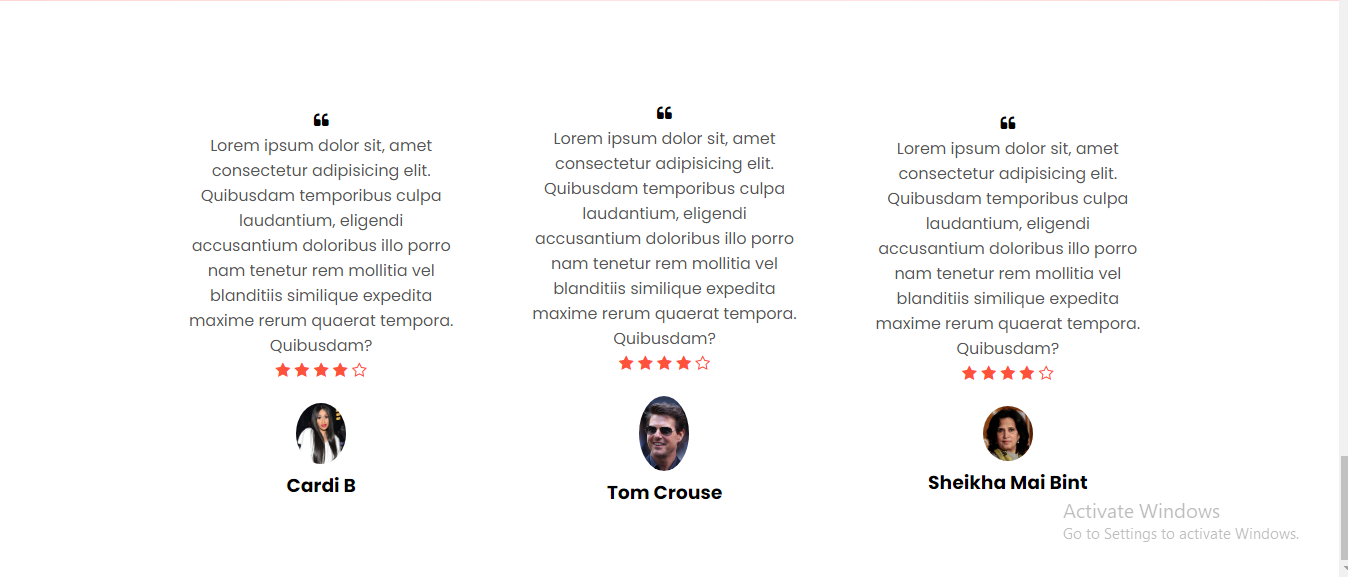 Lorem ipsum dolor sit, amet
consectetur adipisicing elit.
Quibusdam temporibus culpa
laudantium, eligendi
accusantium doloribus illo porro
nam tenetur rem mollitia vel
blanditiis similique expedita
maxime rerum quaerat tempora.
Quibusdam?
Cardi B
Lorem ipsum dolor sit, amet
consectetur adipisicing elit.
Quibusdam temporibus culpa
laudantium, eligendi
accusantium doloribus illo porro
nam tenetur rem mollitia vel
blanditiis similique expedita
maxime rerum quaerat tempora.
Quibusdam?
Tom Crouse
Lorem ipsum dolor sit, amet
consectetur adipisicing elit.
Quibusdam temporibus culpa
laudantium, eligendi
accusantium doloribus illo porro
nam tenetur rem mollitia vel
blanditiis similique expedita
maxime rerum quaerat tempora.
Quibusdam?
Sheikha Mai Bint
Activate Windows
Go to Settings to activate Windows.